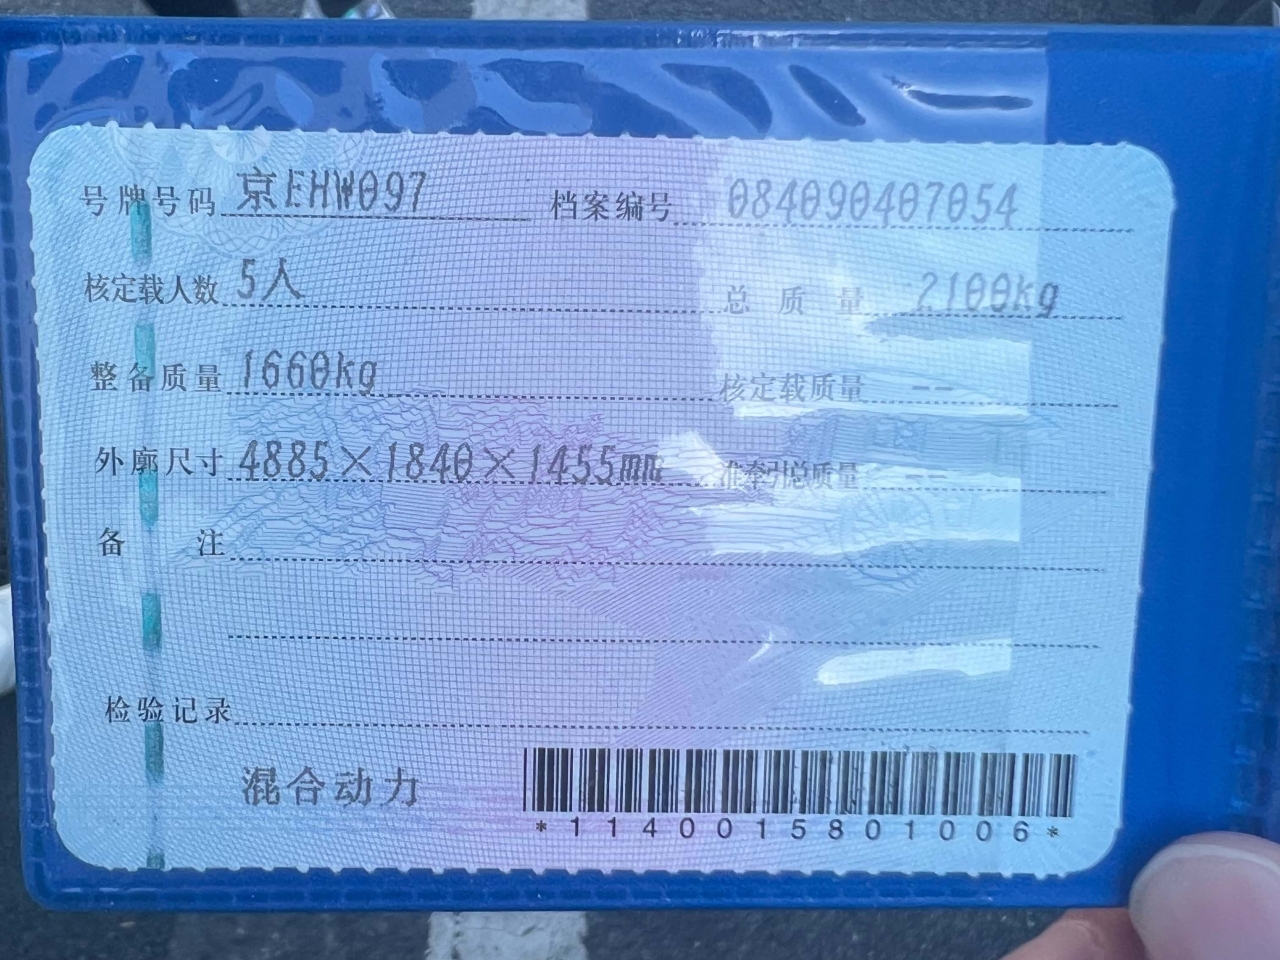 号牌号码 京EHW097 档案编号 084090407054
核定载人数 5人 总质量 2100kg
整备质量 1660kg 核定载质量 --
外廓尺寸 4885×1840×1455mm 准牵引总质量 --
备注
检验记录
混合动力
*1140015801006*